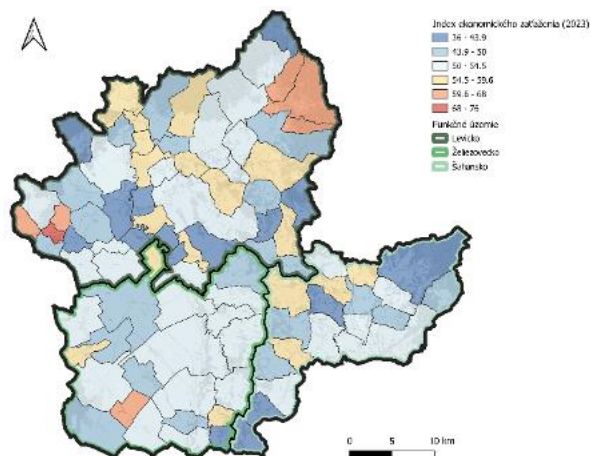 Index ekonomického zaťaženia (2023)
36 - 43.9
43.9 - 50
50 - 54.5
54.5 - 59.6
59.6 - 68
68 - 76
Funkčné územie
Levicko
Želiezovecko
Šahansko
0 5 10 km